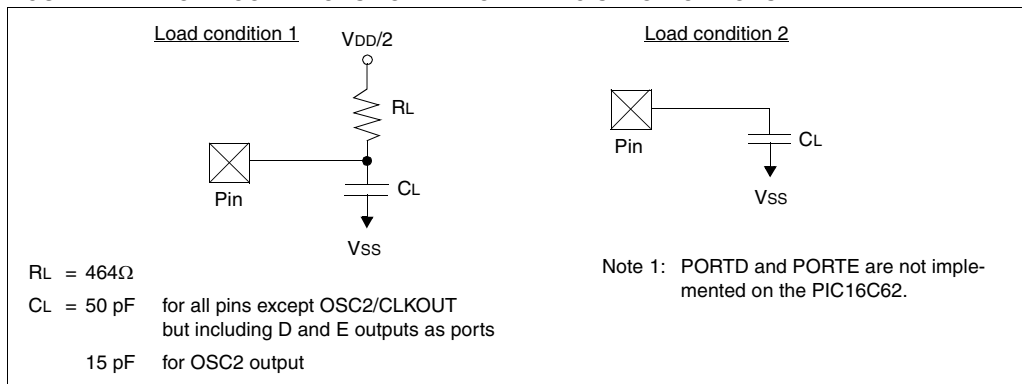 Load condition 1
VDD/2
RL
Pin
CL
VSS
RL = 464Ω
CL = 50 pF for all pins except OSC2/CLKOUT
but including D and E outputs as ports
15 pF for OSC2 output
Load condition 2
Pin
CL
VSS
Note 1: PORTD and PORTE are not imple-
mented on the PIC16C62.